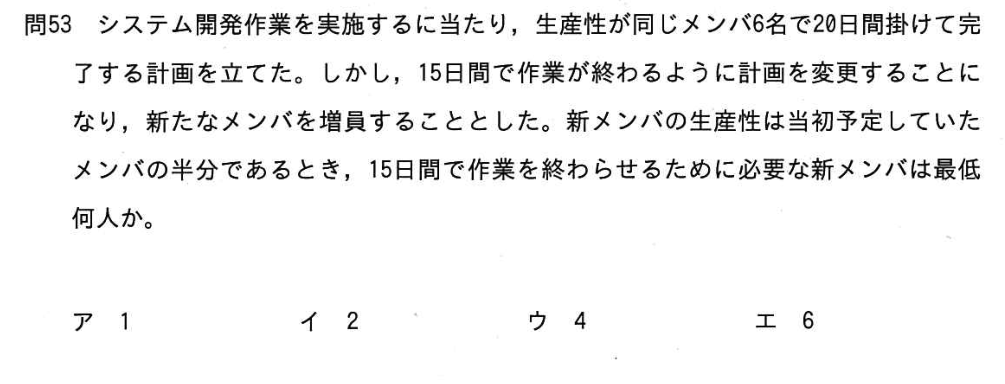 問53　システム開発作業を実施するに当たり，生産性が同じメンバ6名で20日間掛けて完
了する計画を立てた。しかし，15日間で作業が終わるように計画を変更することに
なり，新たなメンバを増員することとした。新メンバの生産性は当初予定していた
メンバの半分であるとき，15日間で作業を終わらせるために必要な新メンバは最低
何人か。
ア　1　イ　2　ウ　4　エ　6